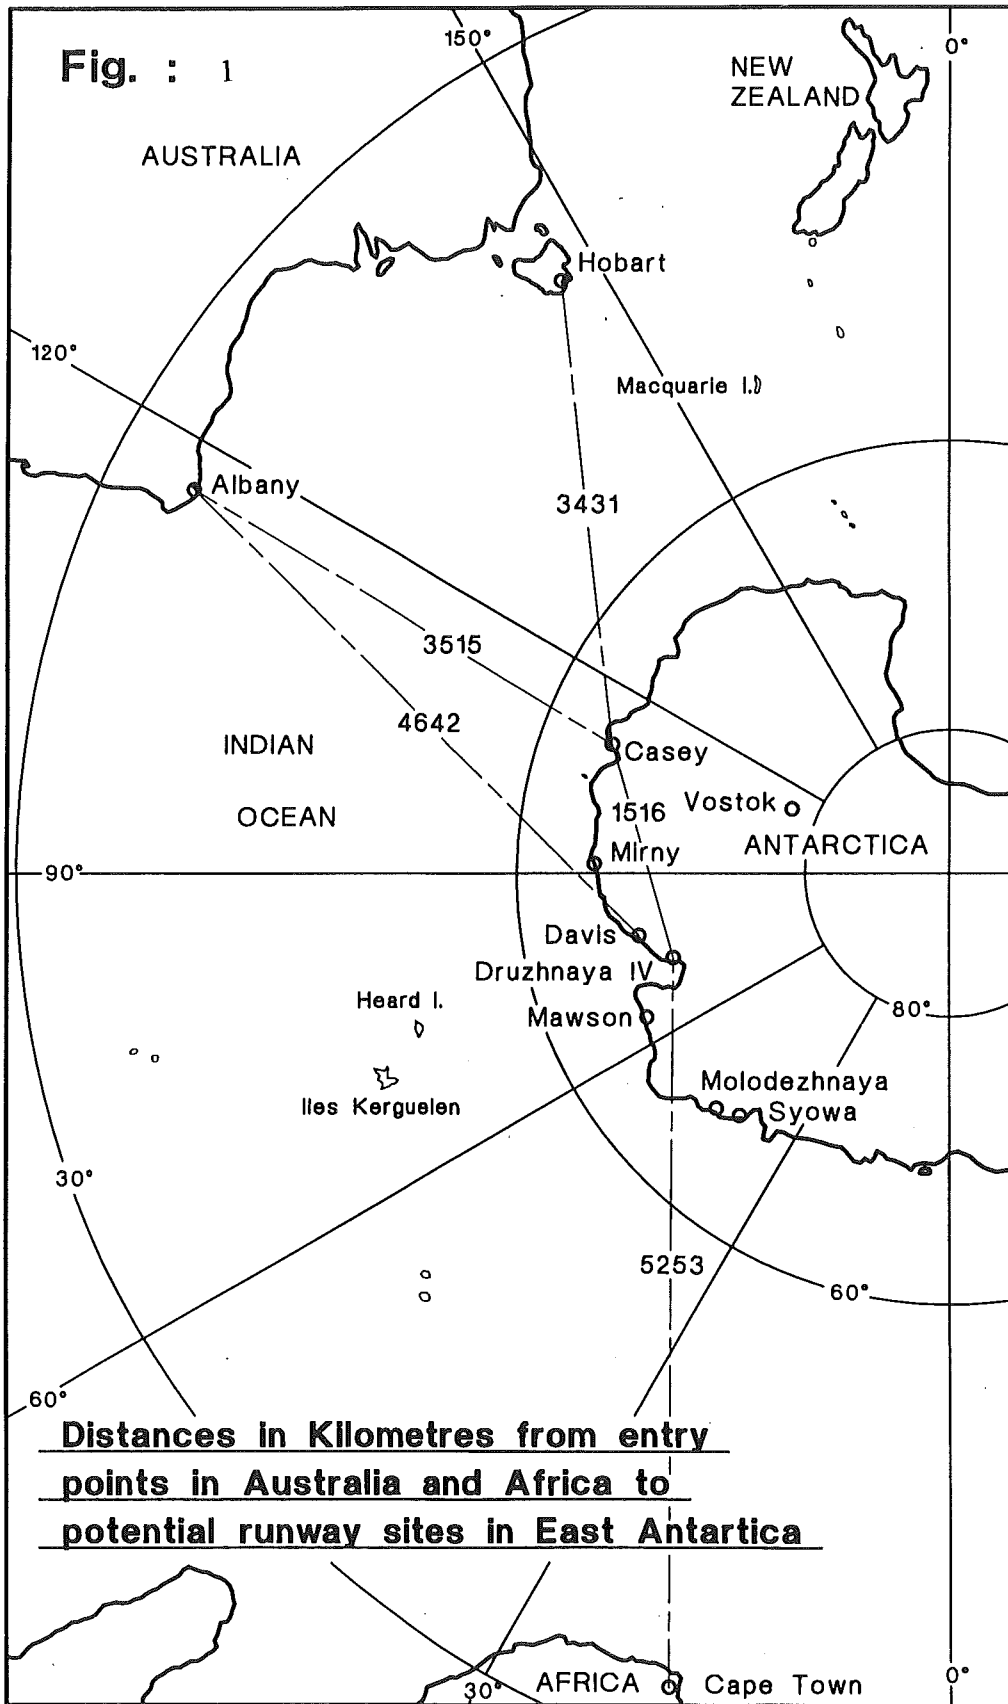 Fig. : 1
150°
0°
NEW
ZEALAND
AUSTRALIA
Hobart
120°
Macquarie I.
Albany
3431
3515
4642
INDIAN
OCEAN
Casey
Vostok
1516
ANTARCTICA
Mirny
90°
Davis
Druzhnaya IV
Heard I.
Mawson
80°
Iles Kerguelen
Molodezhnaya
Syowa
30°
5253
60°
60°
Distances in Kilometres from entry
points in Australia and Africa to
potential runway sites in East Antartica
30°
AFRICA
Cape Town
0°